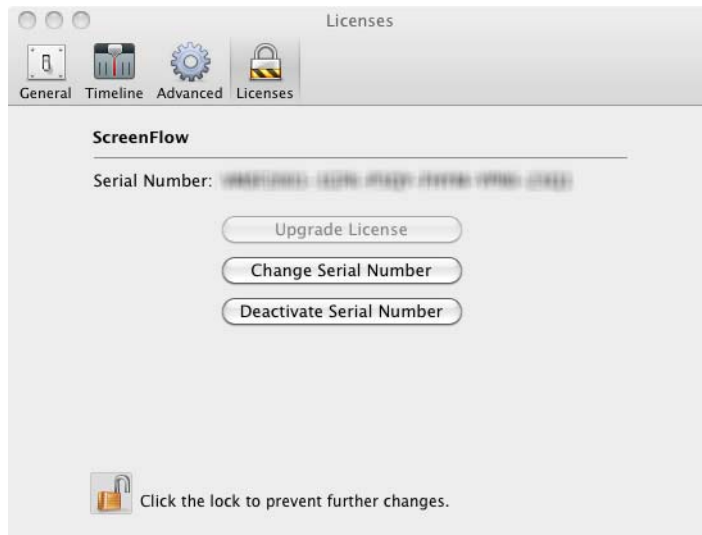 Licenses
General Timeline Advanced Licenses
ScreenFlow
Serial Number:
Upgrade License
Change Serial Number
Deactivate Serial Number
Click the lock to prevent further changes.